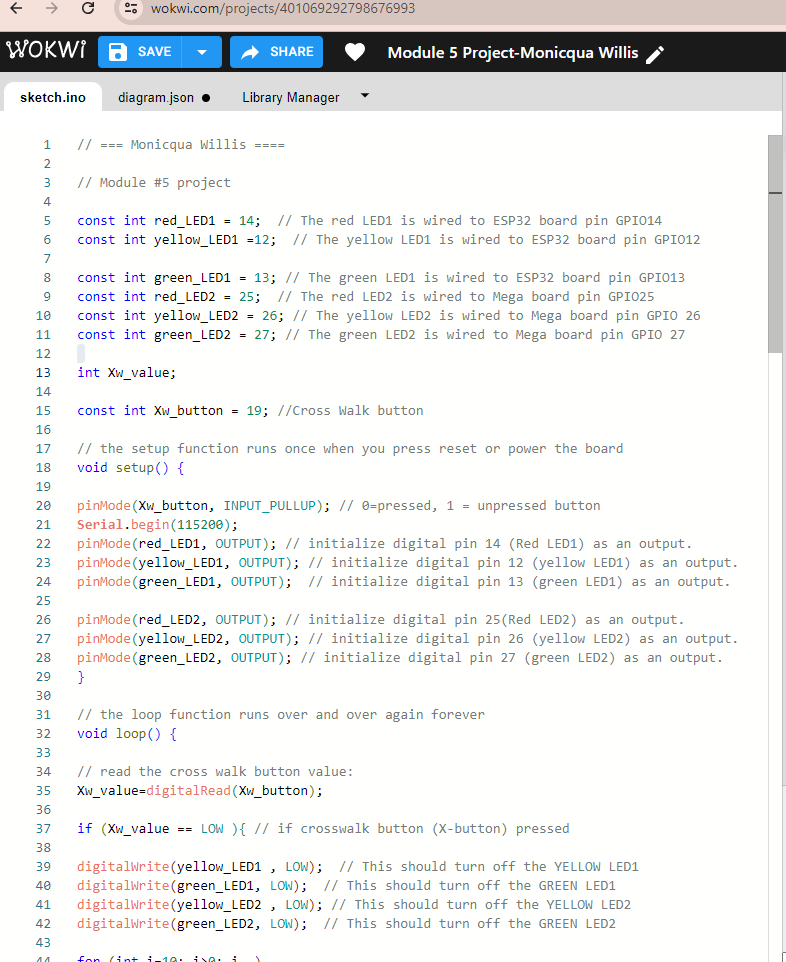 wokwi.com/projects/401069292798676993
WOKWI SAVE SHARE Module 5 Project-Monicqua Willis
sketch.ino diagram.json ● Library Manager
1 // === Monicqua Willis ====
2
3 // Module #5 project
4
5 const int red_LED1 = 14;  // The red LED1 is wired to ESP32 board pin GPIO14
6 const int yellow_LED1 =12;  // The yellow LED1 is wired to ESP32 board pin GPIO12
7
8 const int green_LED1 = 13; // The green LED1 is wired to ESP32 board pin GPIO13
9 const int red_LED2 = 25;  // The red LED2 is wired to Mega board pin GPIO25
10 const int yellow_LED2 = 26; // The yellow LED2 is wired to Mega board pin GPIO 26
11 const int green_LED2 = 27; // The green LED2 is wired to Mega board pin GPIO 27
12
13 int Xw_value;
14
15 const int Xw_button = 19; //Cross Walk button
16
17 // the setup function runs once when you press reset or power the board
18 void setup() {
19
20 pinMode(Xw_button, INPUT_PULLUP); // 0=pressed, 1 = unpressed button
21 Serial.begin(115200);
22 pinMode(red_LED1, OUTPUT); // initialize digital pin 14 (Red LED1) as an output.
23 pinMode(yellow_LED1, OUTPUT); // initialize digital pin 12 (yellow LED1) as an output.
24 pinMode(green_LED1, OUTPUT);  // initialize digital pin 13 (green LED1) as an output.
25
26 pinMode(red_LED2, OUTPUT); // initialize digital pin 25(Red LED2) as an output.
27 pinMode(yellow_LED2, OUTPUT); // initialize digital pin 26 (yellow LED2) as an output.
28 pinMode(green_LED2, OUTPUT); // initialize digital pin 27 (green LED2) as an output.
29 }
30
31 // the loop function runs over and over again forever
32 void loop() {
33
34 // read the cross walk button value:
35 Xw_value=digitalRead(Xw_button);
36
37 if (Xw_value == LOW ){ // if crosswalk button (X-button) pressed
38
39 digitalWrite(yellow_LED1 , LOW);  // This should turn off the YELLOW LED1
40 digitalWrite(green_LED1, LOW);  // This should turn off the GREEN LED1
41 digitalWrite(yellow_LED2 , LOW); // This should turn off the YELLOW LED2
42 digitalWrite(green_LED2, LOW);  // This should turn off the GREEN LED2
43
44 for (int i=10; i>0; i